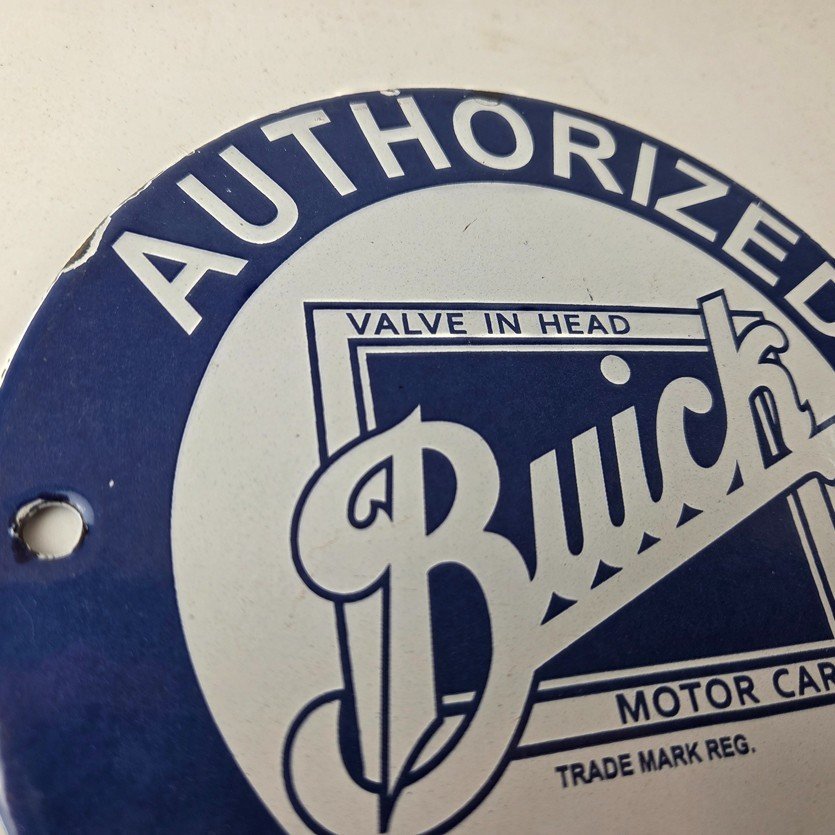 AUTHORIZED
VALVE IN HEAD
Buick
MOTOR CAR
TRADE MARK REG.